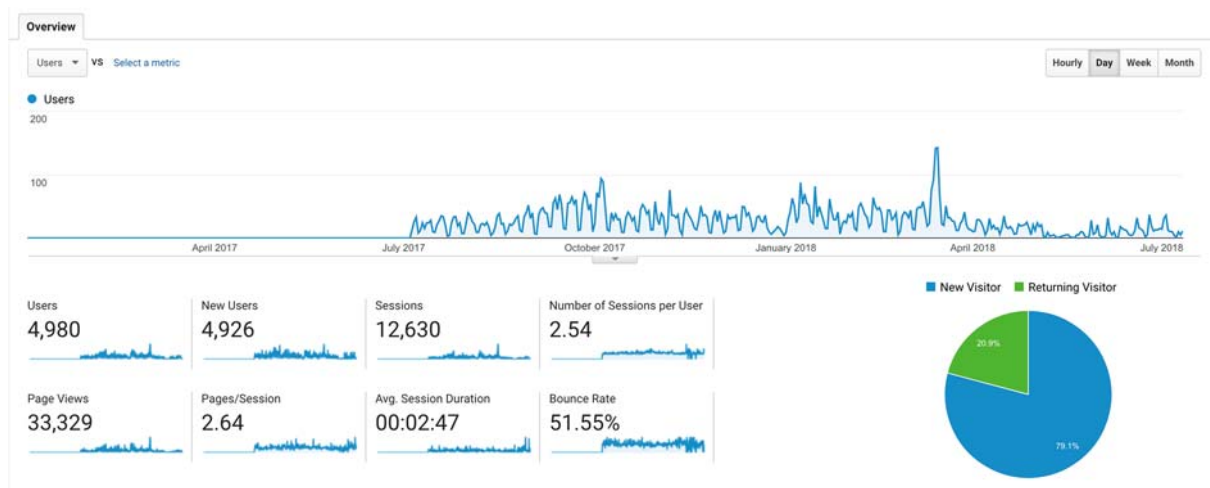 Overview
Users VS Select a metric
Hourly Day Week Month
Users
200
100
April 2017 July 2017 October 2017 January 2018 April 2018 July 2018
New Visitor Returning Visitor
Users New Users Sessions Number of Sessions per User
4,980 4,926 12,630 2.54
20.9%
Page Views Pages/Session Avg. Session Duration Bounce Rate
33,329 2.64 00:02:47 51.55%
79.1%